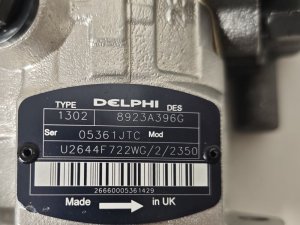 TYPE DELPHI DES
1302 8923A396G
Ser 05361JTC Mod
U2644F722WG/2/2350
26660005361429
Made → in UK